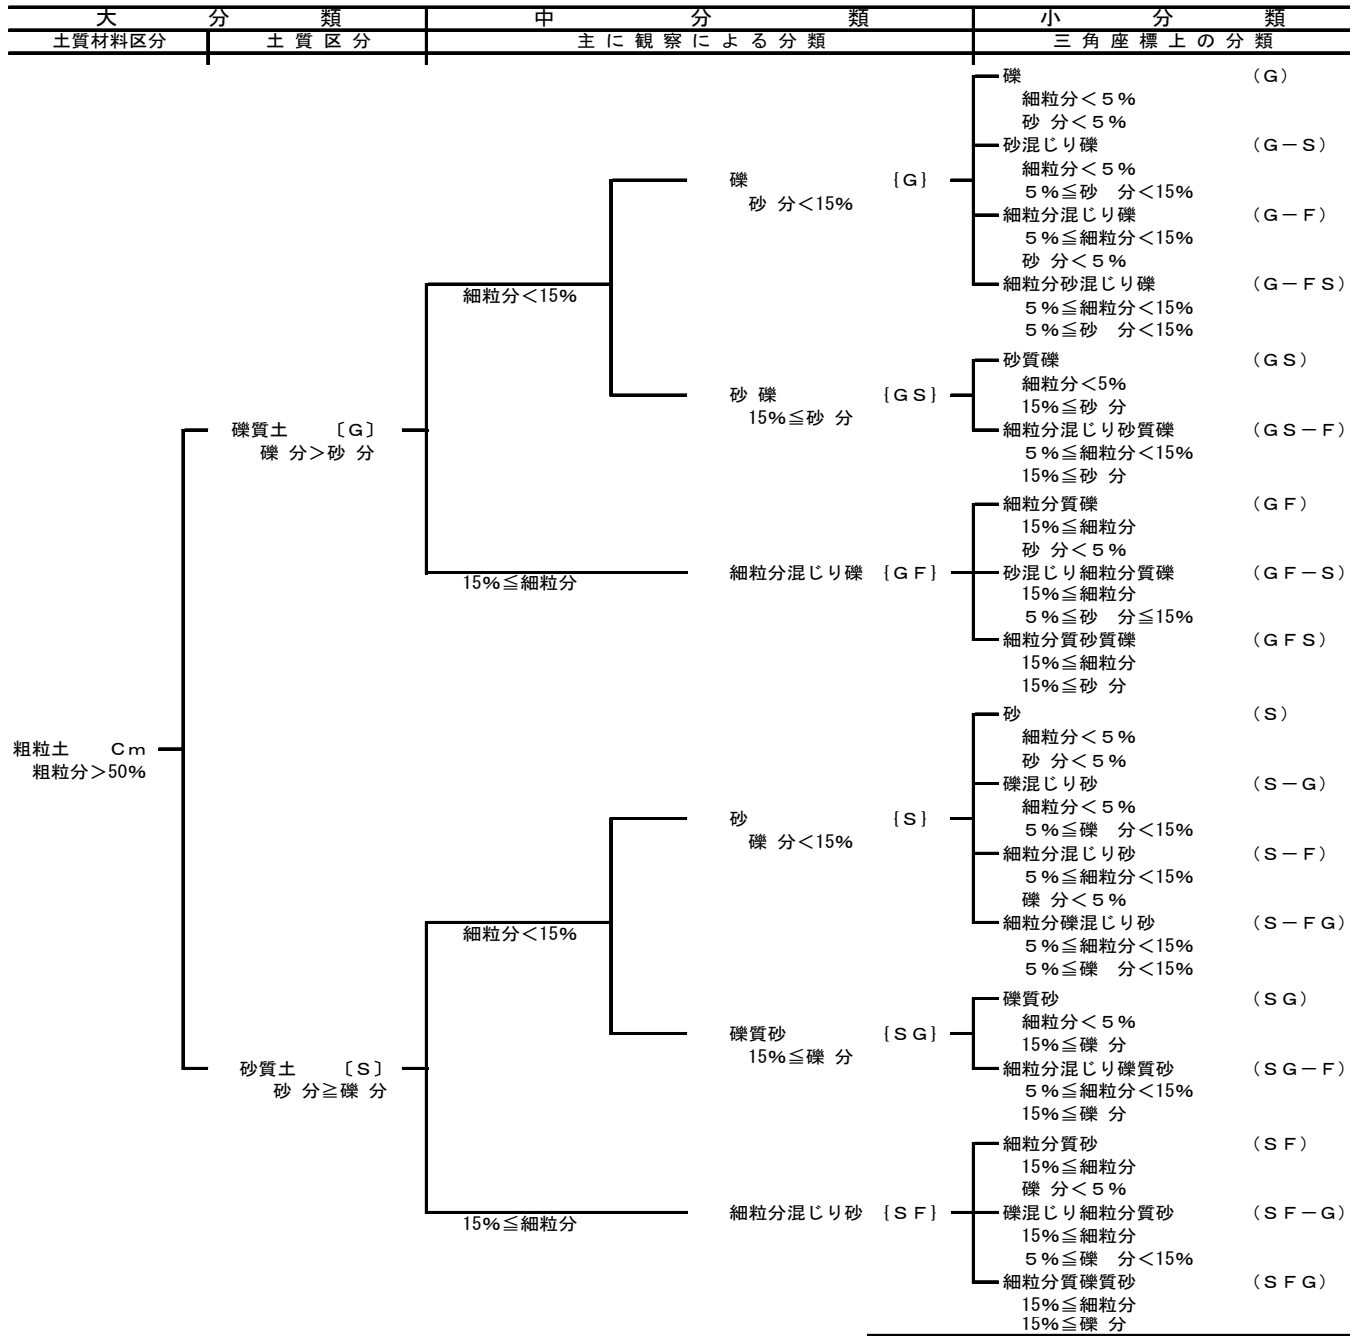 大　分　類　中　分　類　小　分　類
土質材料区分　土 質 区 分　主 に 観 察 に よ る 分 類　三 角 座 標 上 の 分 類
礫　（Ｇ）
細粒分＜５％
砂 分＜５％
砂混じり礫　（Ｇ－Ｓ）
細粒分＜５％
５％≦砂　分＜15％
礫　｛Ｇ｝
砂 分＜15％
細粒分混じり礫　（Ｇ－Ｆ）
５％≦細粒分＜15％
砂 分＜５％
細粒分砂混じり礫　（Ｇ－ＦＳ）
５％≦細粒分＜15％
５％≦砂　分＜15％
細粒分＜15％
砂質礫　（ＧＳ）
細粒分＜5％
15％≦砂 分
砂 礫　｛ＧＳ｝
15％≦砂 分
細粒分混じり砂質礫　（ＧＳ－Ｆ）
５％≦細粒分＜15％
15％≦砂 分
礫質土　〔Ｇ〕
礫 分＞砂 分
細粒分質礫　（ＧＦ）
15％≦細粒分
砂 分＜５％
15％≦細粒分
細粒分混じり礫　｛ＧＦ｝
砂混じり細粒分質礫　（ＧＦ－Ｓ）
15％≦細粒分
５％≦砂　分≦15％
細粒分質砂質礫　（ＧＦＳ）
15％≦細粒分
15％≦砂 分
粗粒土　Ｃｍ
粗粒分＞50％
砂　（Ｓ）
細粒分＜５％
砂 分＜５％
礫混じり砂　（Ｓ－Ｇ）
細粒分＜５％
５％≦礫　分＜15％
砂　｛Ｓ｝
礫 分＜15％
細粒分混じり砂　（Ｓ－Ｆ）
５％≦細粒分＜15％
礫 分＜５％
細粒分礫混じり砂　（Ｓ－ＦＧ）
５％≦細粒分＜15％
５％≦礫　分＜15％
細粒分＜15％
礫質砂　（ＳＧ）
細粒分＜５％
15％≦礫 分
礫質砂　｛ＳＧ｝
15％≦礫 分
細粒分混じり礫質砂　（ＳＧ－Ｆ）
５％≦細粒分＜15％
15％≦礫 分
砂質土　〔Ｓ〕
砂 分≧礫 分
細粒分質砂　（ＳＦ）
15％≦細粒分
礫 分＜５％
15％≦細粒分
細粒分混じり砂　｛ＳＦ｝
礫混じり細粒分質砂　（ＳＦ－Ｇ）
15％≦細粒分
５％≦礫　分＜15％
細粒分質礫質砂　（ＳＦＧ）
15％≦細粒分
15％≦礫 分